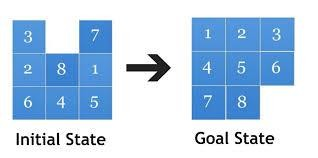 3 7
2 8 1
6 4 5
Initial State
1 2 3
4 5 6
7 8
Goal State